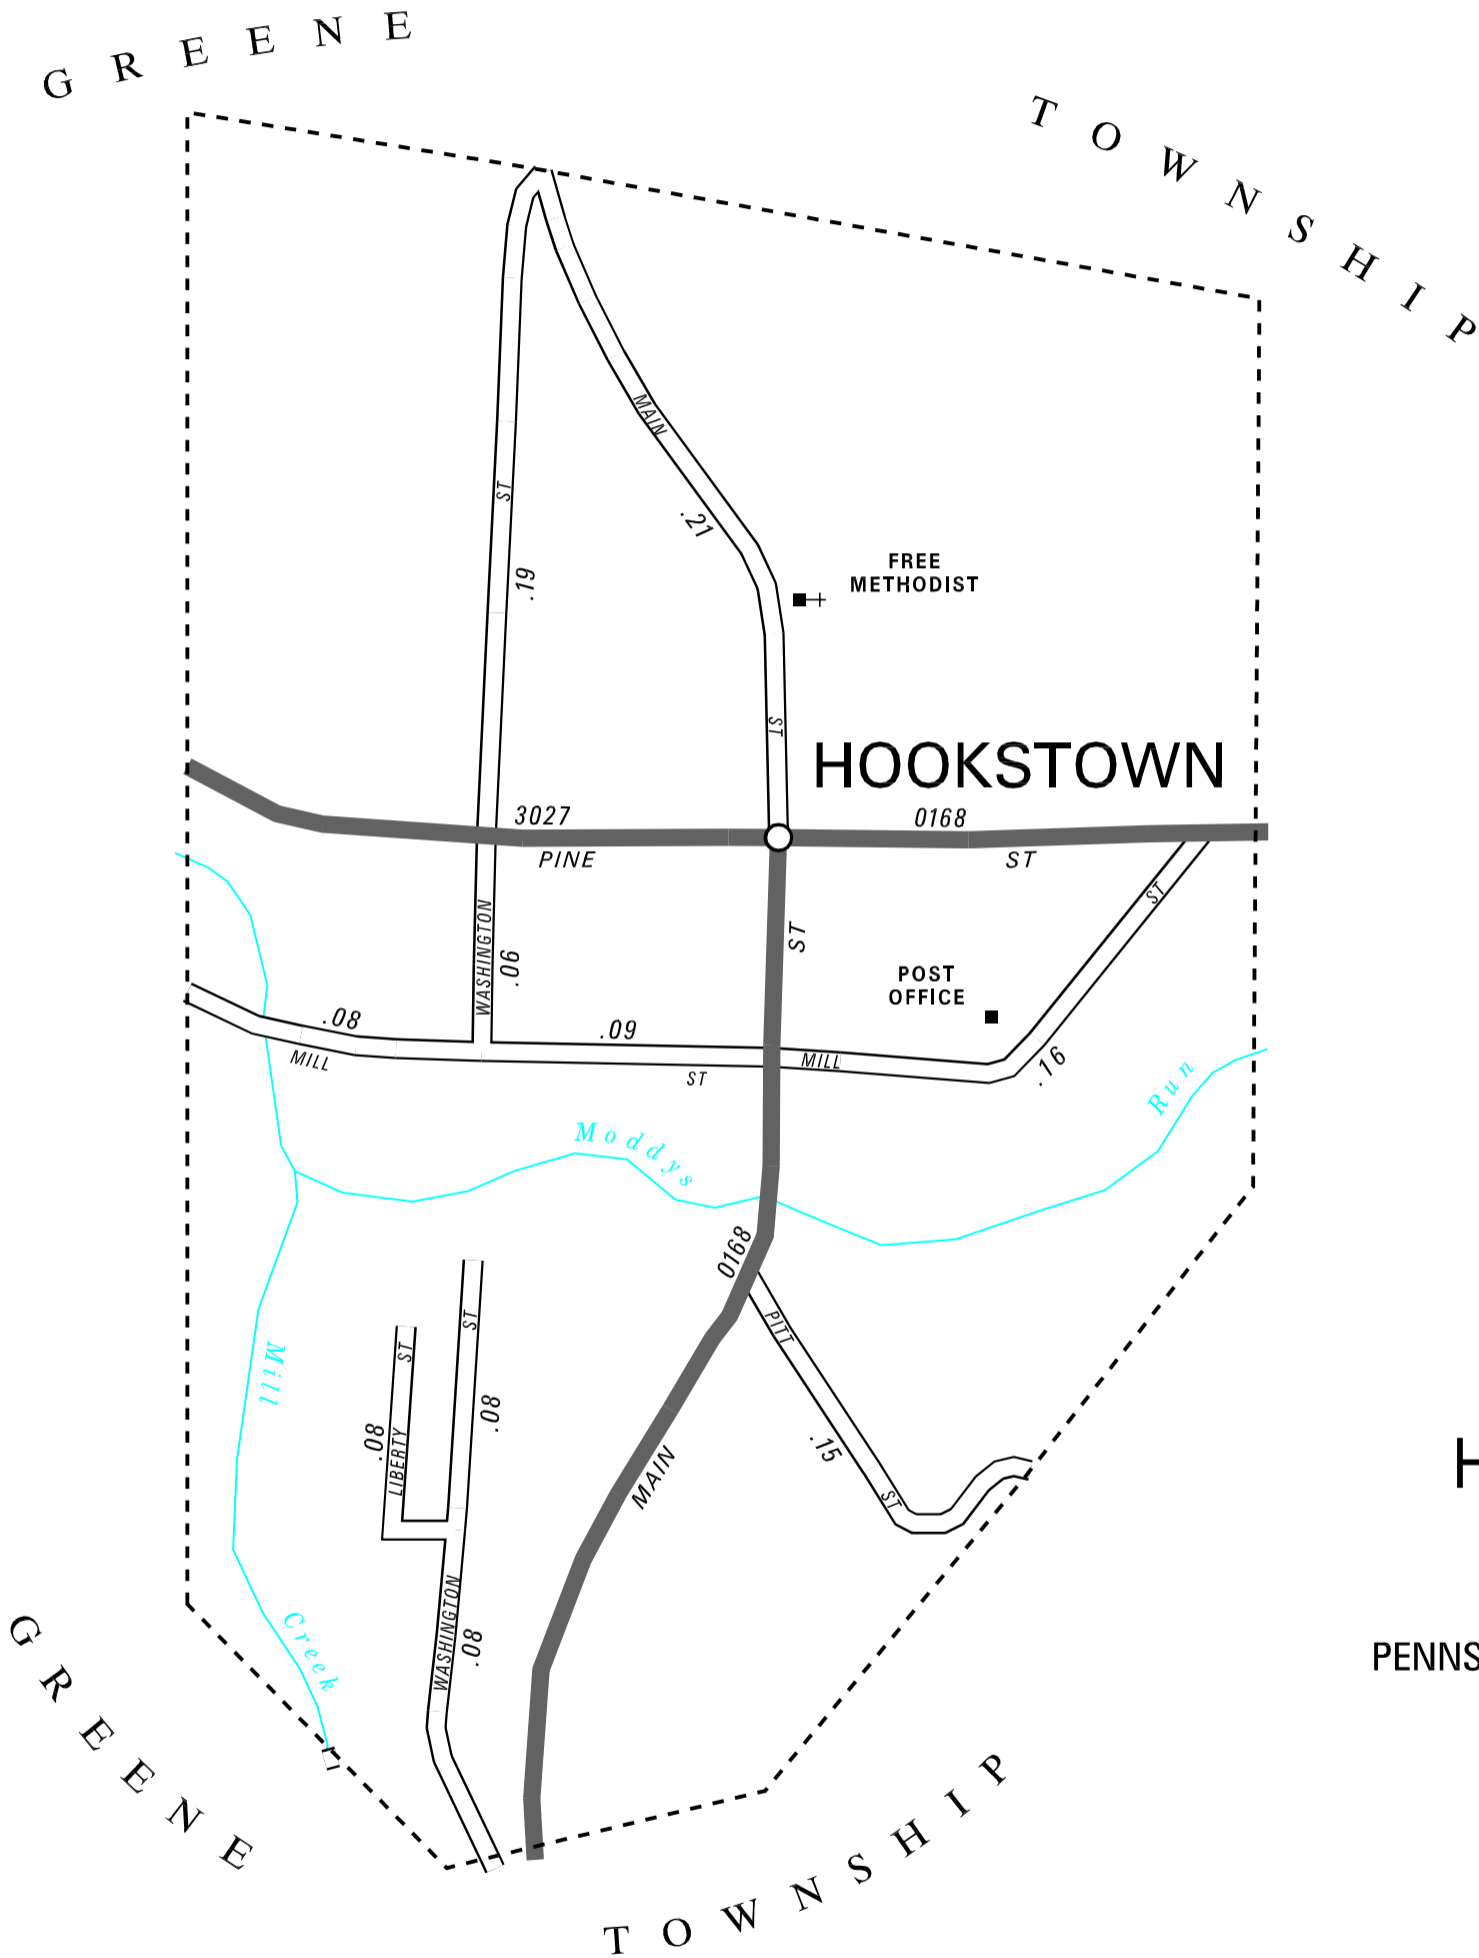 GREENE
TOWNSHIP
MAIN
ST
.21
.19
FREE
METHODIST
ST
HOOKSTOWN
3027
0168
PINE
ST
ST
WASHINGTON
.06
ST
POST
OFFICE
.08
.09
MILL
ST
MILL
.16
Moddys
Run
0168
ST
ST
PITT
Mill
.08
.08
LIBERTY
MAIN
.15
ST
H
WASHINGTON
.08
Creek
PENNS
GREENE
TOWNSHIP